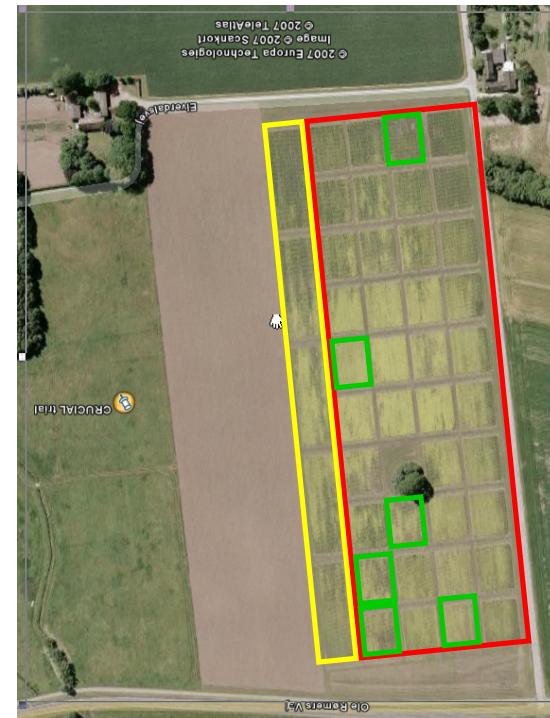 Ole Rømers Vej
CRUCIAL trial
Elverdalsvej
© 2007 Europa Technologies
Image © 2007 Scankort
© 2007 TeleAtlas